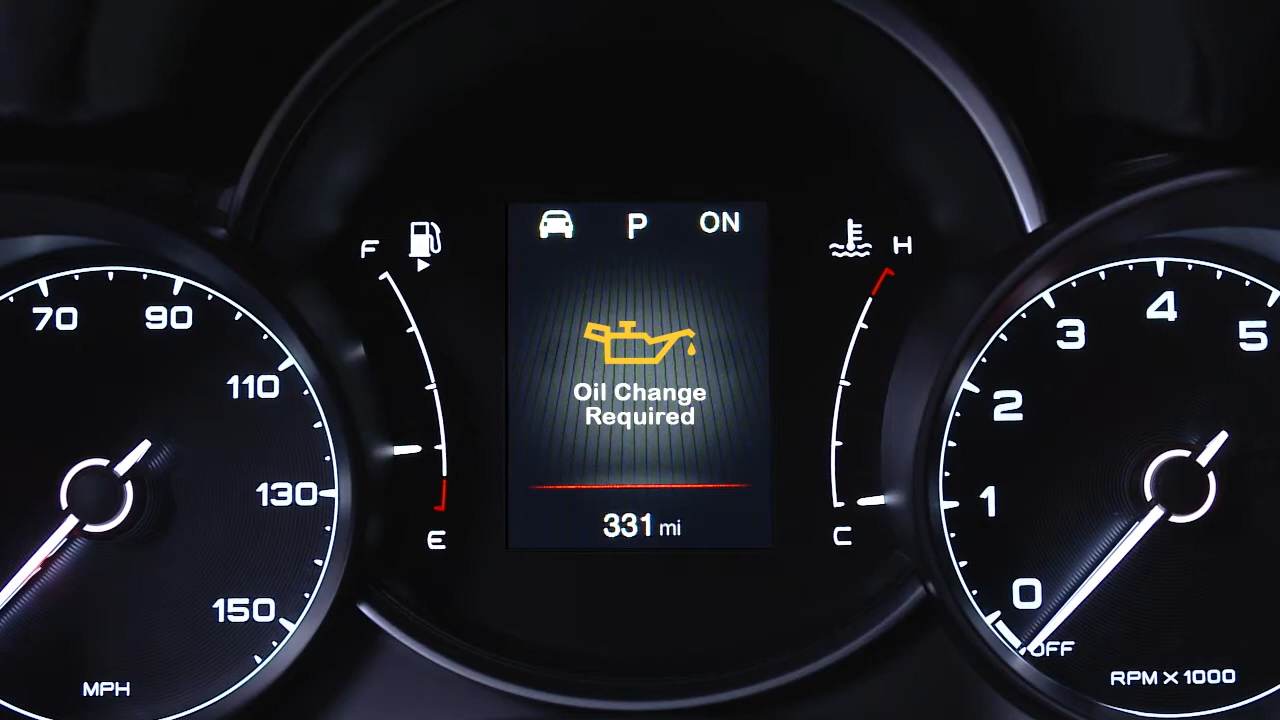 P ON
F
H
Oil Change
Required
331 mi
E
C
70 90
110
130
150
MPH
0
1
2
3
4
5
OFF
RPM X 1000